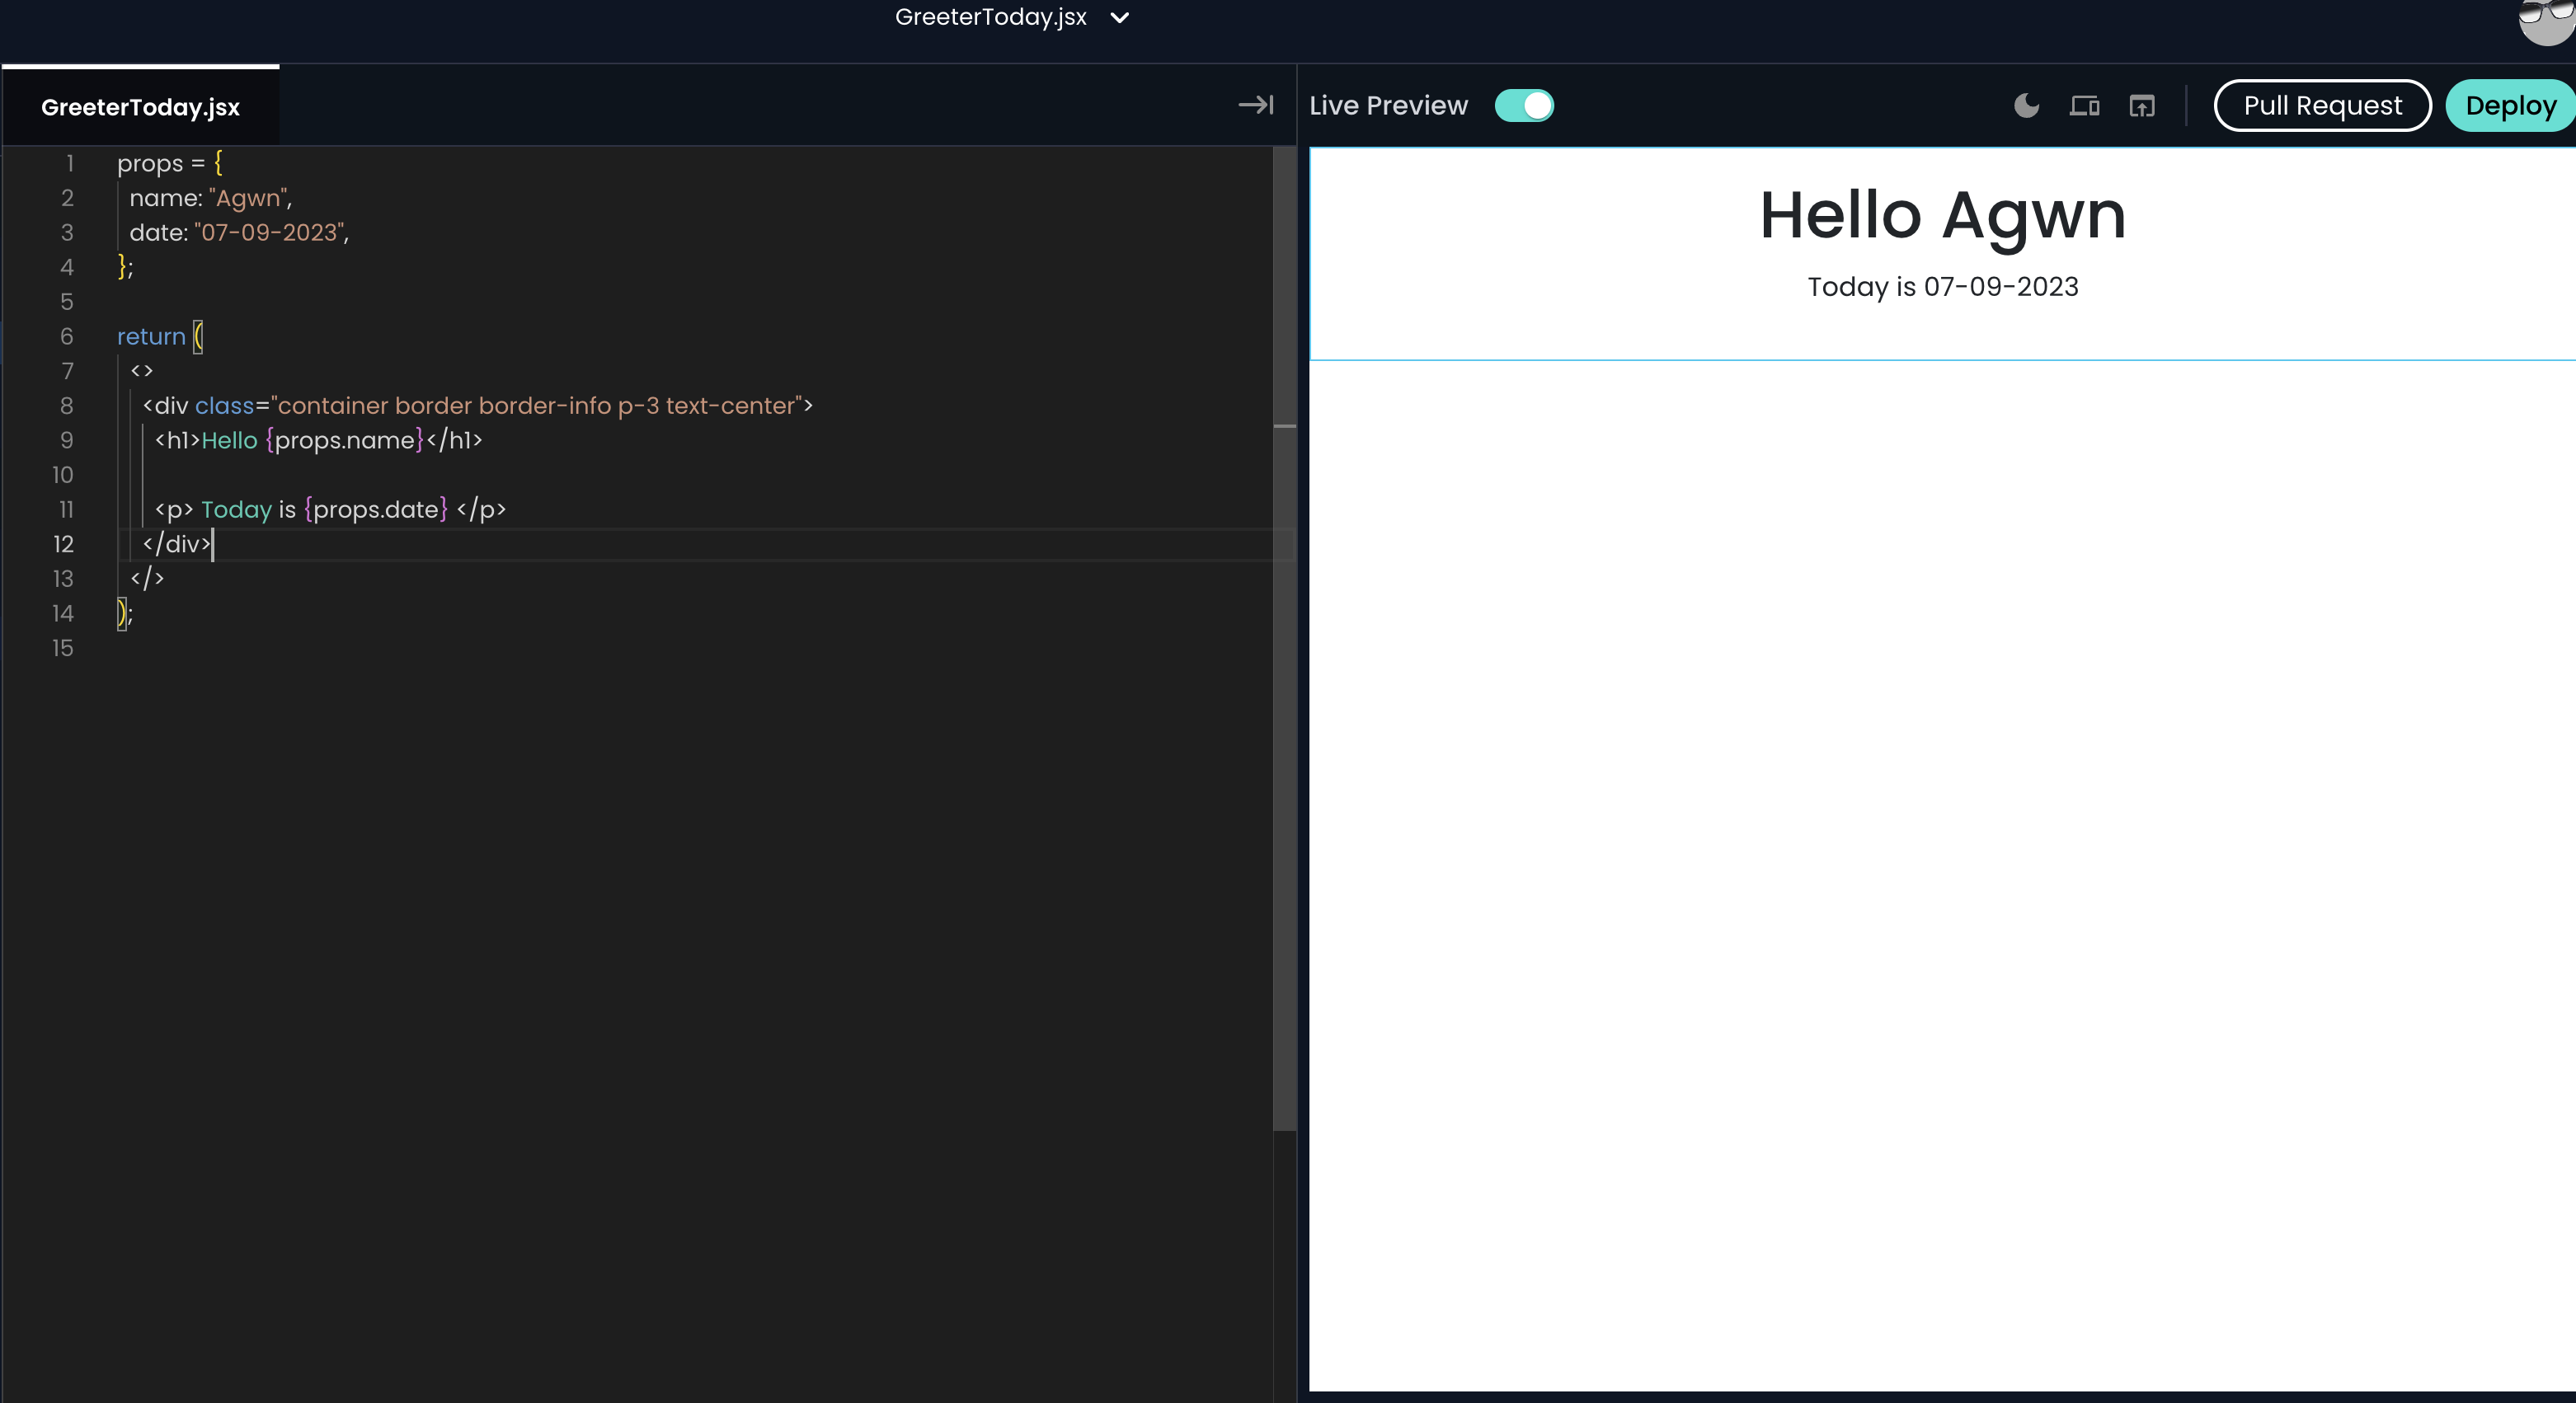 GreeterToday.jsx
GreeterToday.jsx
Live Preview
Pull Request
Deploy
1 props = {
2 name: "Agwn",
3 date: "07-09-2023",
4 };
5
6 return (
7 <>
8 <div class="container border border-info p-3 text-center">
9 <h1>Hello {props.name}</h1>
10
11 <p> Today is {props.date} </p>
12 </div>
13 </>
14 );
15
Hello Agwn
Today is 07-09-2023